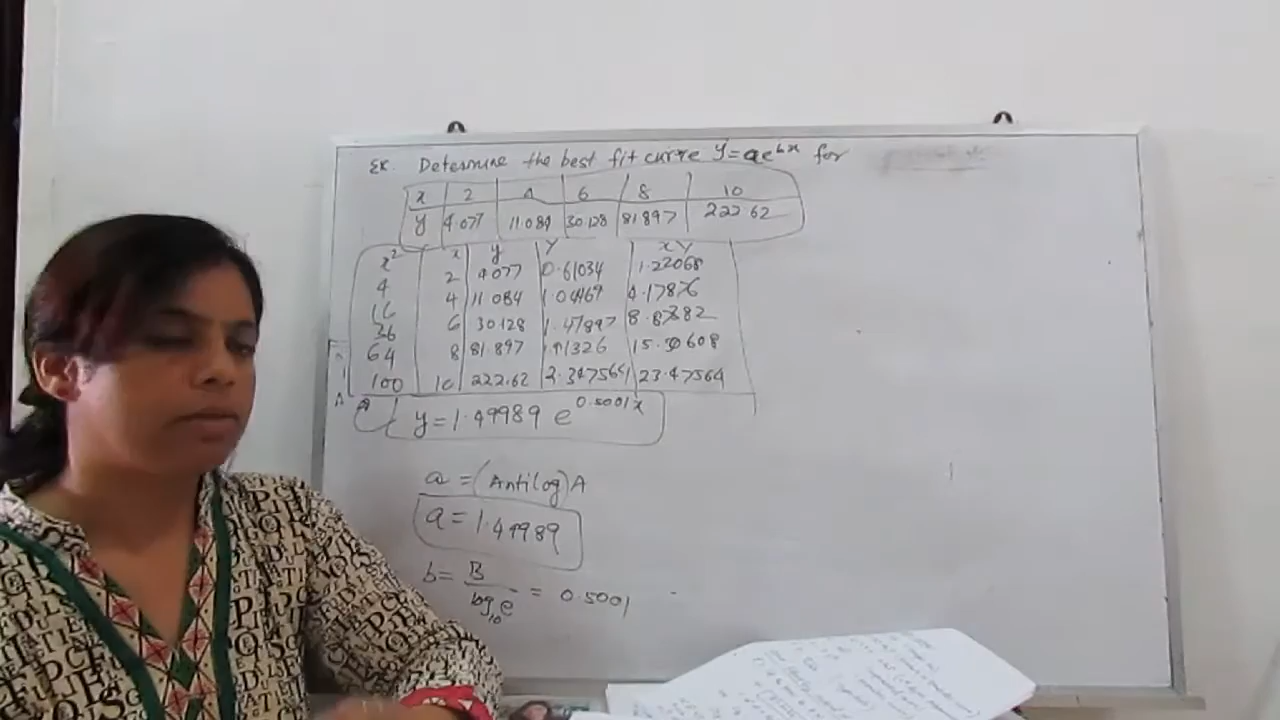 Ex. Determine the best fit curve y=ae^bx for
x 2 4 6 8 10
y 4.077 11.084 30.128 81.897 222.62
x² x y Y xY
4 2 4.077 0.61034 1.22068
16 4 11.084 1.04469 4.17876
36 6 30.128 1.47897 8.87382
64 8 81.897 1.91326 15.30608
100 10 222.62 2.347564 23.47564
y=1.49989 e^0.5001x
a = (Antilog)A
a = 1.49989
b = B/log₁₀e = 0.5001